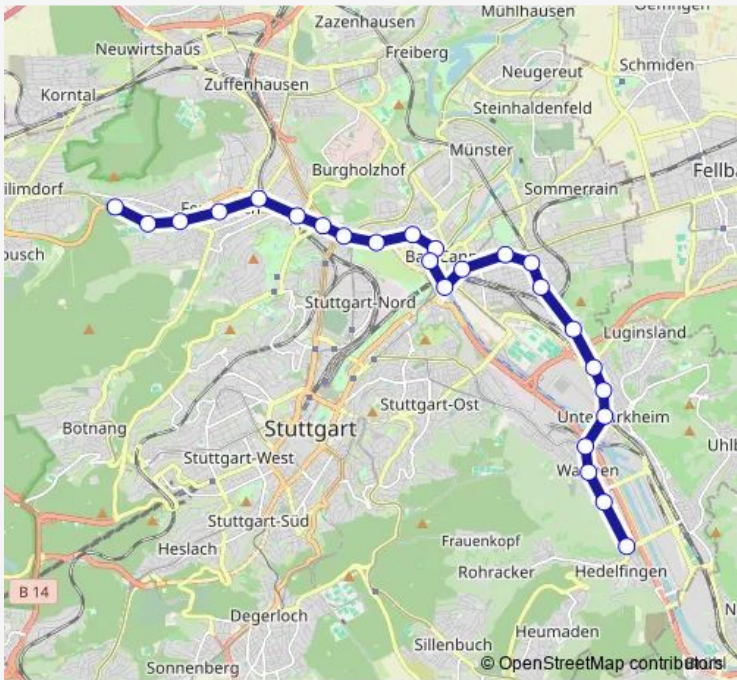 Zazenhausen
Mühlhausen
Neuwirtshaus
Freiberg
Schmiden
Zuffenhausen
Neugereut
Korntal
Steinhaldenfeld
Burgholzhof
Münster
Fellba
ilimdorf
Sommerrain
busch
Stuttgart-Nord
Luginsland
Stuttgart-Ost
Botnang
Stuttgart
Stuttgart-West
Uhlb
Stuttgart-Süd
Frauenkopf
Heslach
Rohracker
Hedelfingen
B 14
Degerloch
Heumaden
Sillenbuch
Sonnenberg
© OpenStreetMap contributors